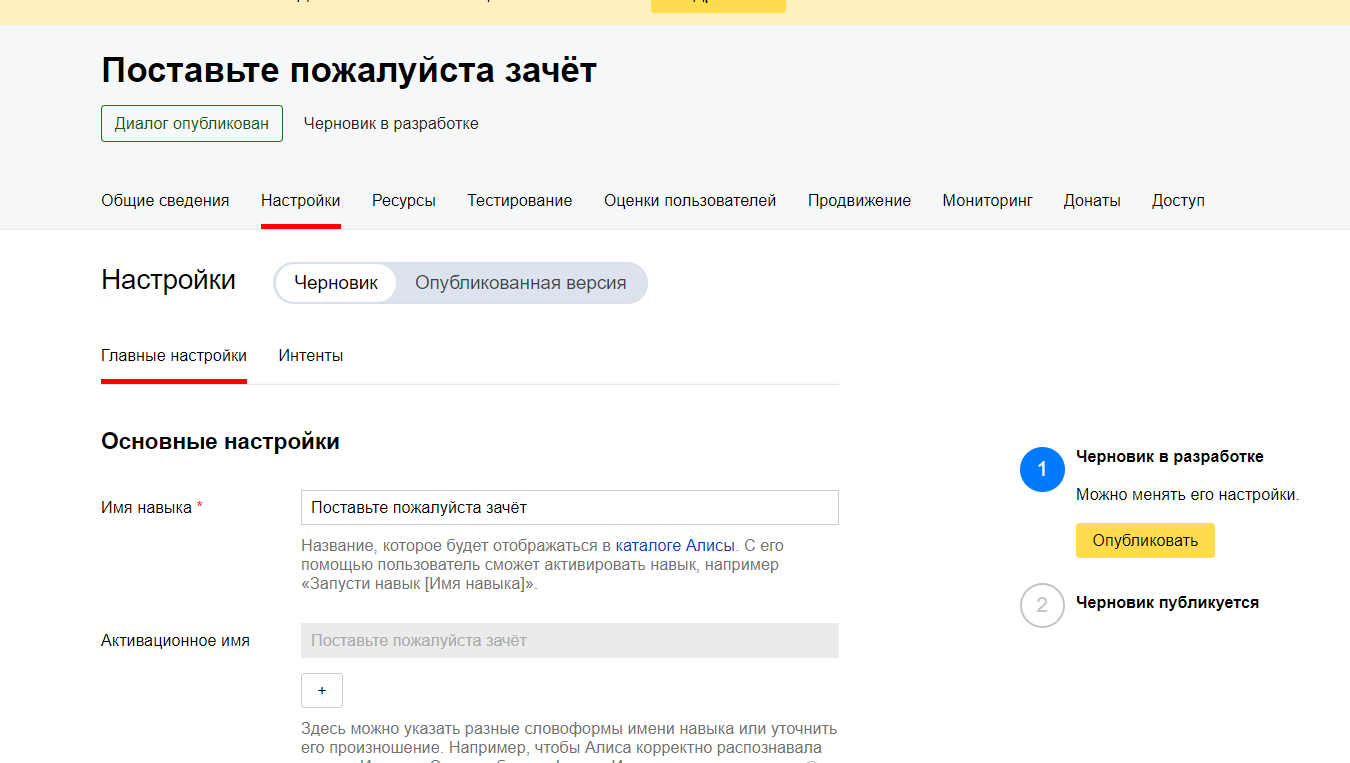 Поставьте пожалуйста зачёт
Диалог опубликован Черновик в разработке
Общие сведения Настройки Ресурсы Тестирование Оценки пользователей Продвижение Мониторинг Донаты Доступ
Настройки Черновик Опубликованная версия
Главные настройки Интенты
Основные настройки
Имя навыка * Поставьте пожалуйста зачёт
Название, которое будет отображаться в каталоге Алисы. С его
помощью пользователь сможет активировать навык, например
«Запусти навык [Имя навыка]».
Активационное имя Поставьте пожалуйста зачёт
+
Здесь можно указать разные словоформы имени навыка или уточнить
его произношение. Например, чтобы Алиса корректно распознавала
1 Черновик в разработке
Можно менять его настройки.
Опубликовать
2 Черновик публикуется